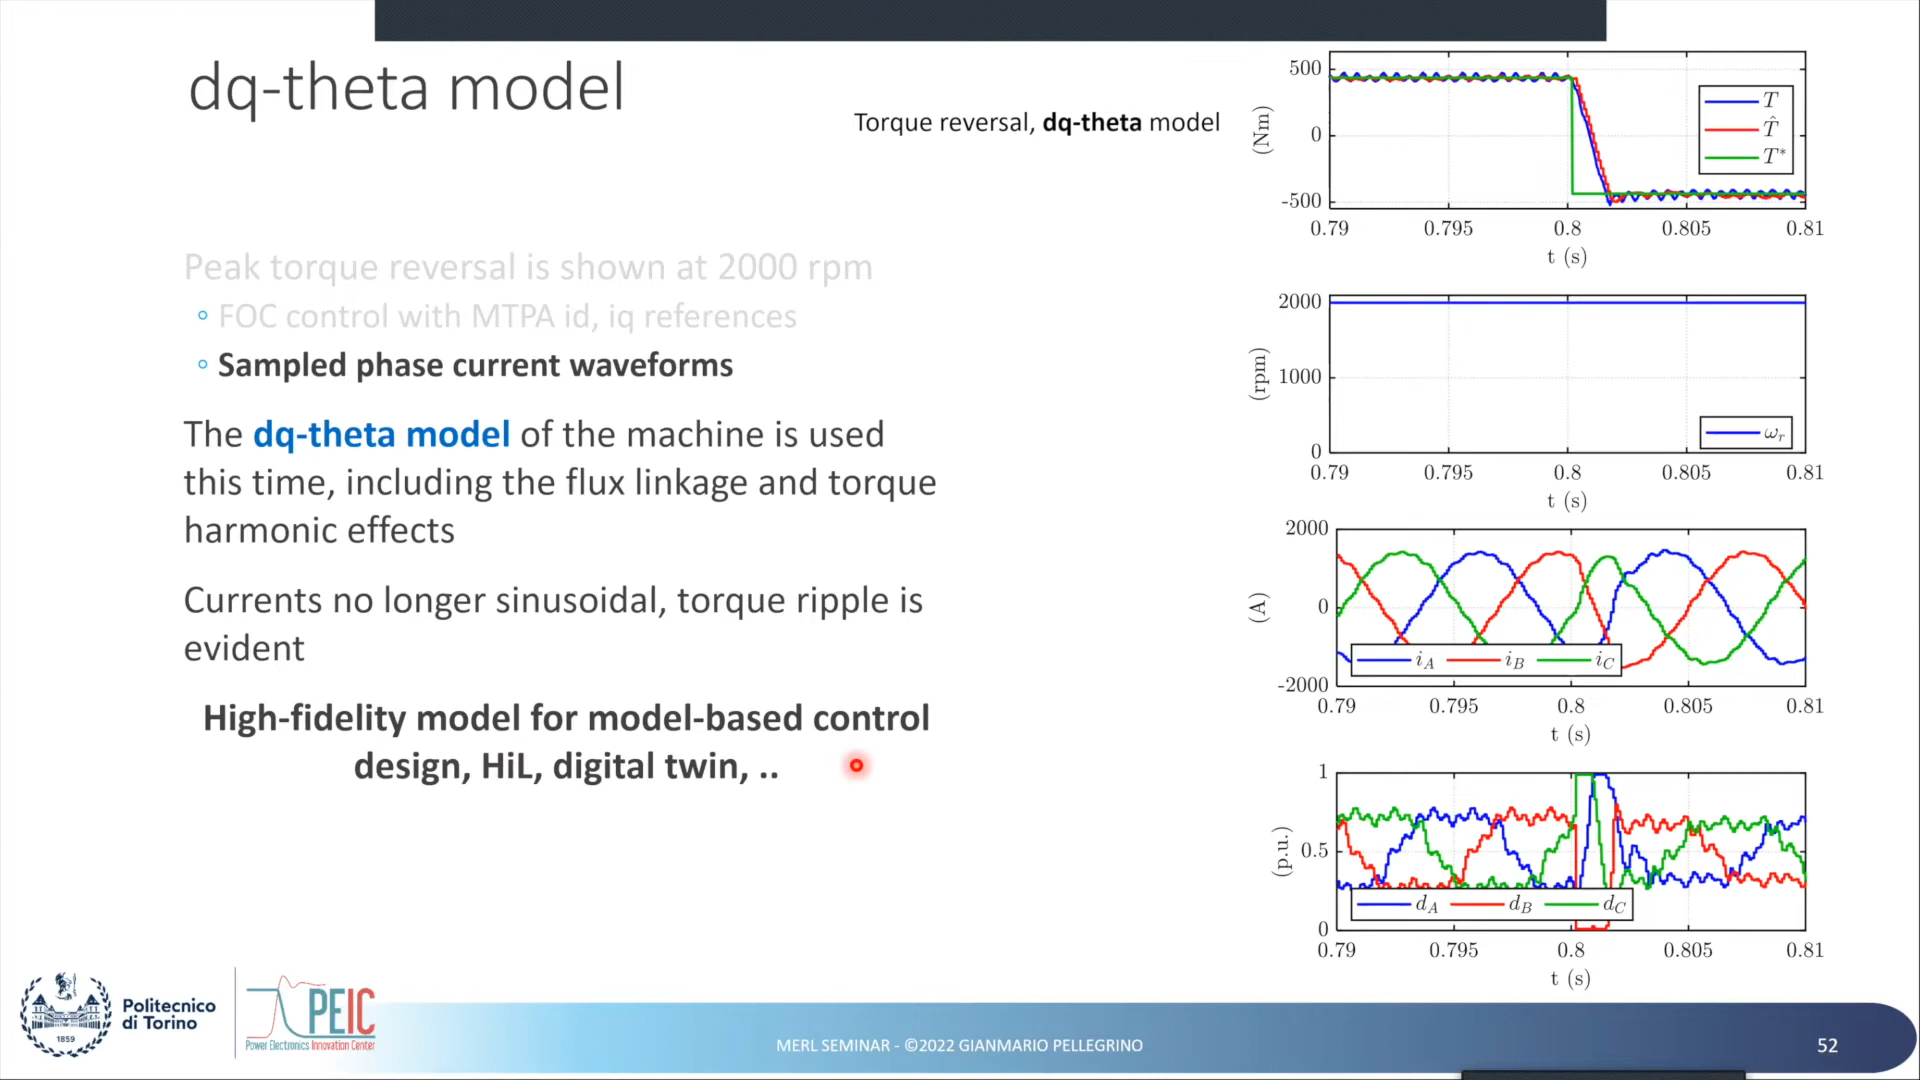 dq-theta model
Torque reversal, dq-theta model
Peak torque reversal is shown at 2000 rpm
FOC control with MTPA id, iq references
Sampled phase current waveforms
The dq-theta model of the machine is used
this time, including the flux linkage and torque
harmonic effects
Currents no longer sinusoidal, torque ripple is
evident
High-fidelity model for model-based control
design, HiL, digital twin, ..
500
0
-500
(Nm)
T
T̂
T*
0.79 0.795 0.8 0.805 0.81
t (s)
2000
1000
0
(rpm)
ωr
0.79 0.795 0.8 0.805 0.81
t (s)
2000
0
-2000
(A)
iA iB iC
0.79 0.795 0.8 0.805 0.81
t (s)
1
0.5
0
(p.u.)
dA dB dC
0.79 0.795 0.8 0.805 0.81
t (s)
Politecnico
di Torino
1859
PEIC
Power Electronics Innovation Center
MERL SEMINAR - ©2022 GIANMARIO PELLEGRINO
52